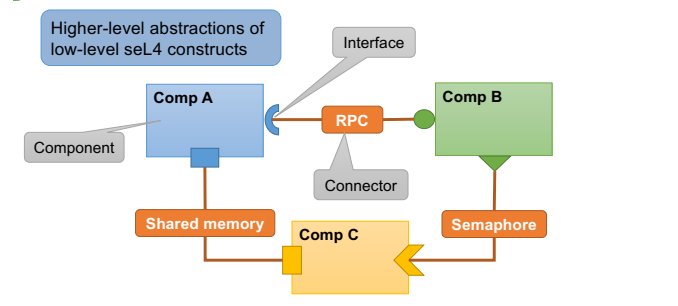 Higher-level abstractions of
low-level seL4 constructs
Interface
Comp A
Comp B
RPC
Component
Connector
Shared memory
Semaphore
Comp C